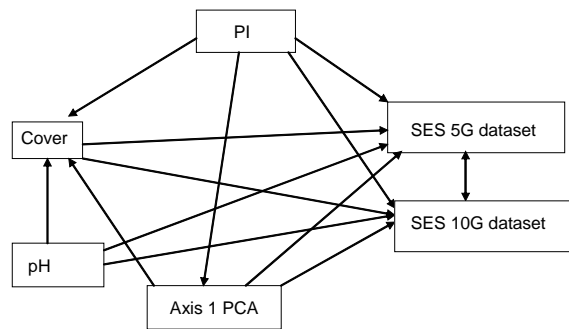 PI
Cover
SES 5G dataset
SES 10G dataset
pH
Axis 1 PCA